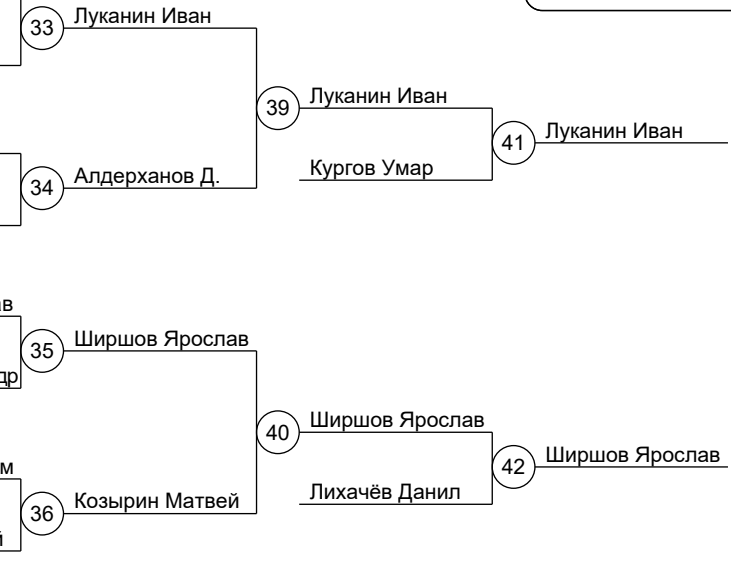 33 Луканин Иван
39 Луканин Иван
41 Луканин Иван
Кургов Умар
34 Алдерханов Д.
35 Ширшов Ярослав
40 Ширшов Ярослав
42 Ширшов Ярослав
Лихачёв Данил
36 Козырин Матвей